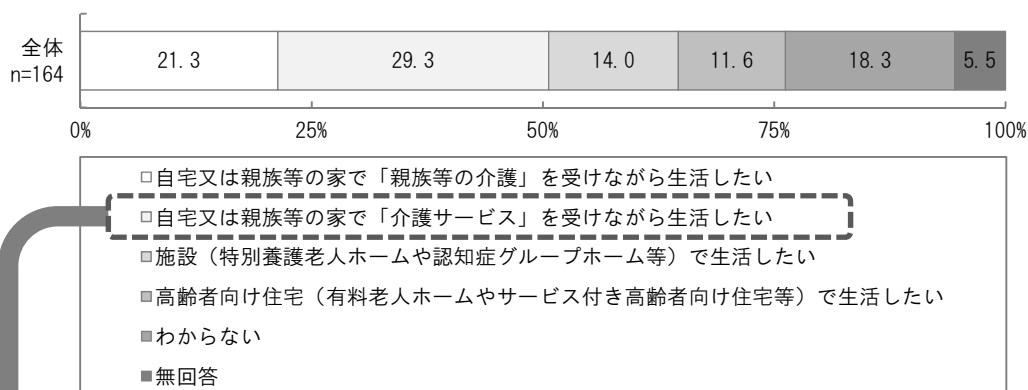 全体
n=164
21.3 29.3 14.0 11.6 18.3 5.5
0% 25% 50% 75% 100%
□自宅又は親族等の家で「親族等の介護」を受けながら生活したい
□自宅又は親族等の家で「介護サービス」を受けながら生活したい
■施設（特別養護老人ホームや認知症グループホーム等）で生活したい
■高齢者向け住宅（有料老人ホームやサービス付き高齢者向け住宅等）で生活したい
■わからない
■無回答